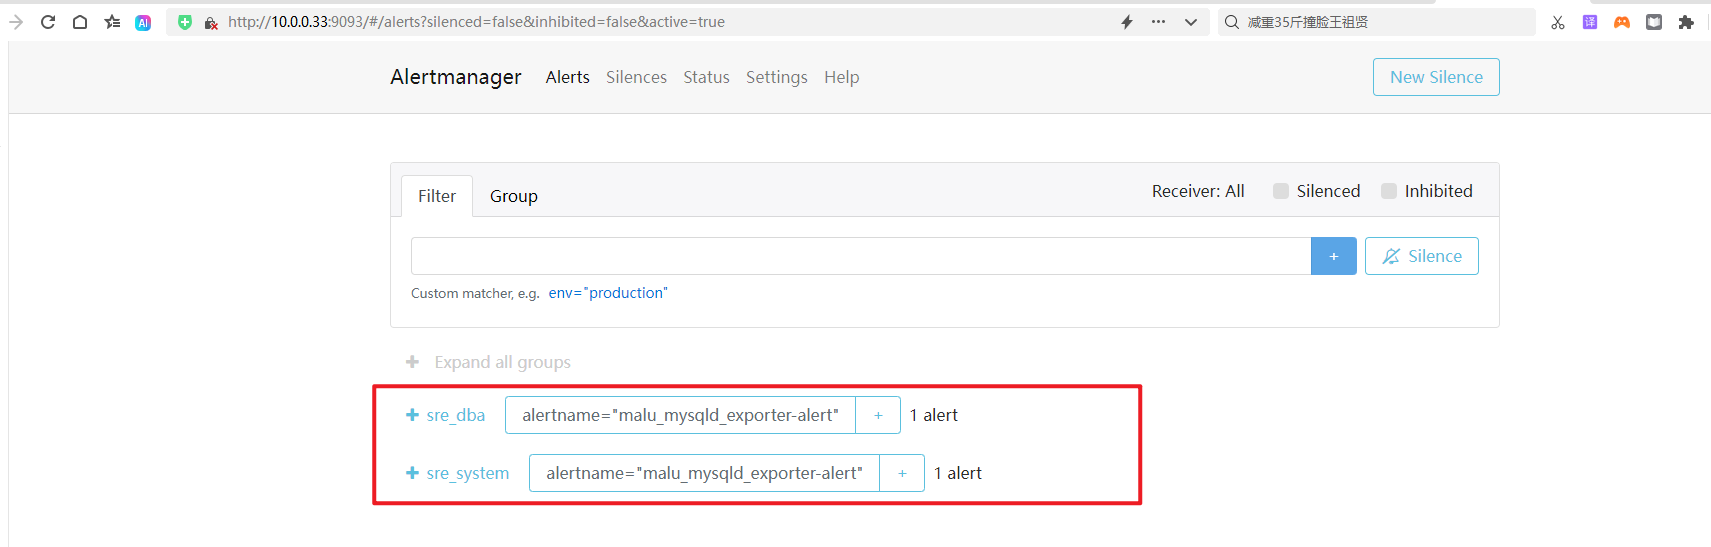 AI http://10.0.0.33:9093/#/alerts?silenced=false&inhibited=false&active=true 减重35斤撞脸王祖贤 译
Alertmanager Alerts Silences Status Settings Help New Silence
Filter Group Receiver: All Silenced Inhibited
+ Silence
Custom matcher, e.g. env="production"
+ Expand all groups
+ sre_dba alertname="malu_mysqld_exporter-alert" + 1 alert
+ sre_system alertname="malu_mysqld_exporter-alert" + 1 alert